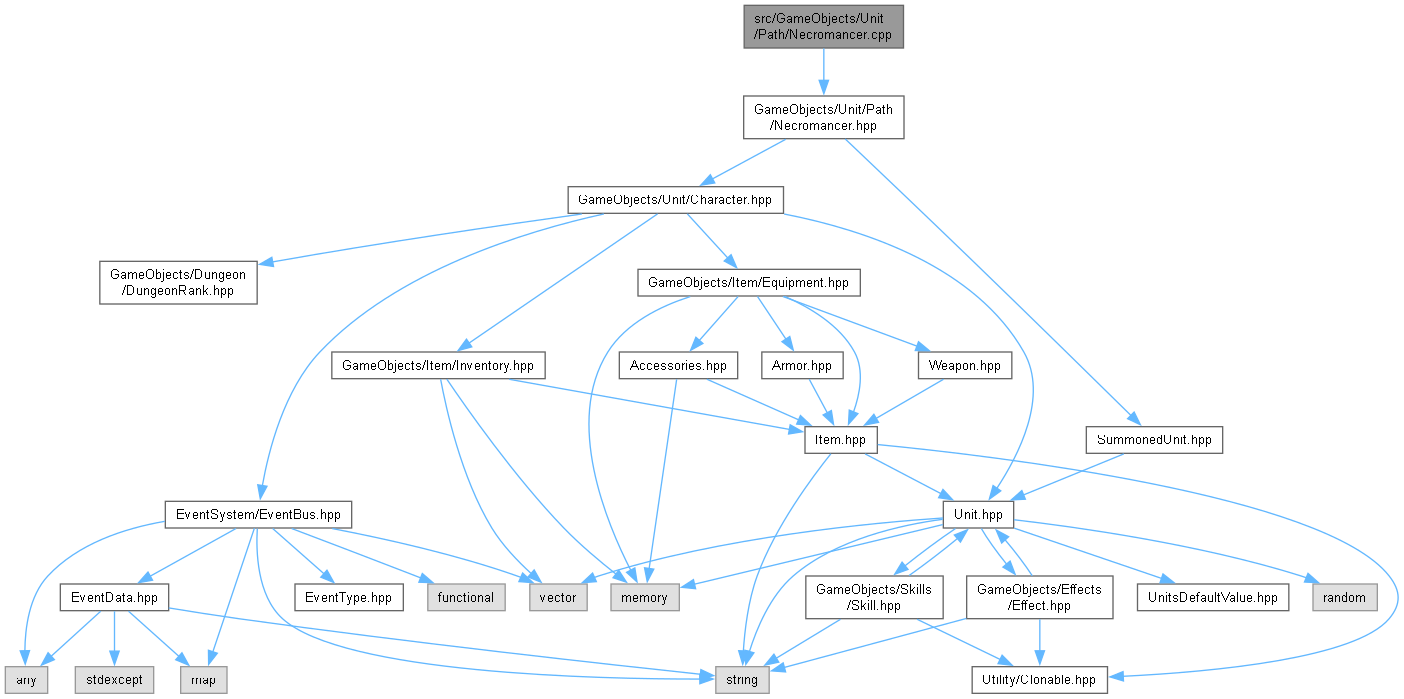 src/GameObjects/Unit
/Path/Necromancer.cpp
GameObjects/Unit/Path
/Necromancer.hpp
GameObjects/Unit/Character.hpp
GameObjects/Dungeon
/DungeonRank.hpp
GameObjects/Item/Equipment.hpp
GameObjects/Item/Inventory.hpp
Accessories.hpp
Armor.hpp
Weapon.hpp
Item.hpp
SummonedUnit.hpp
EventSystem/EventBus.hpp
Unit.hpp
EventData.hpp
EventType.hpp
functional
vector
memory
GameObjects/Skills
/Skill.hpp
GameObjects/Effects
/Effect.hpp
UnitsDefaultValue.hpp
random
any
stdexcept
map
string
Utility/Clonable.hpp